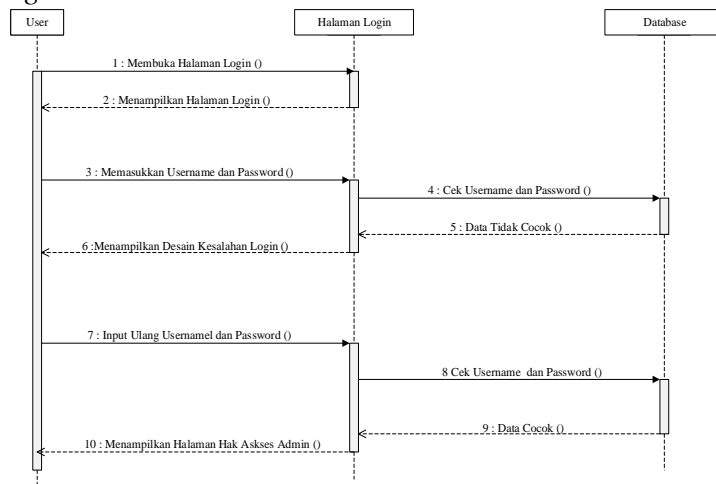 User
Halaman Login
Database
1 : Membuka Halaman Login ()
2 : Menampilkan Halaman Login ()
3 : Memasukkan Username dan Password ()
4 : Cek Username dan Password ()
5 : Data Tidak Cocok ()
6 :Menampilkan Desain Kesalahan Login ()
7 : Input Ulang Usernamel dan Password ()
8 Cek Username  dan Password ()
9 : Data Cocok ()
10 : Menampilkan Halaman Hak Askses Admin ()